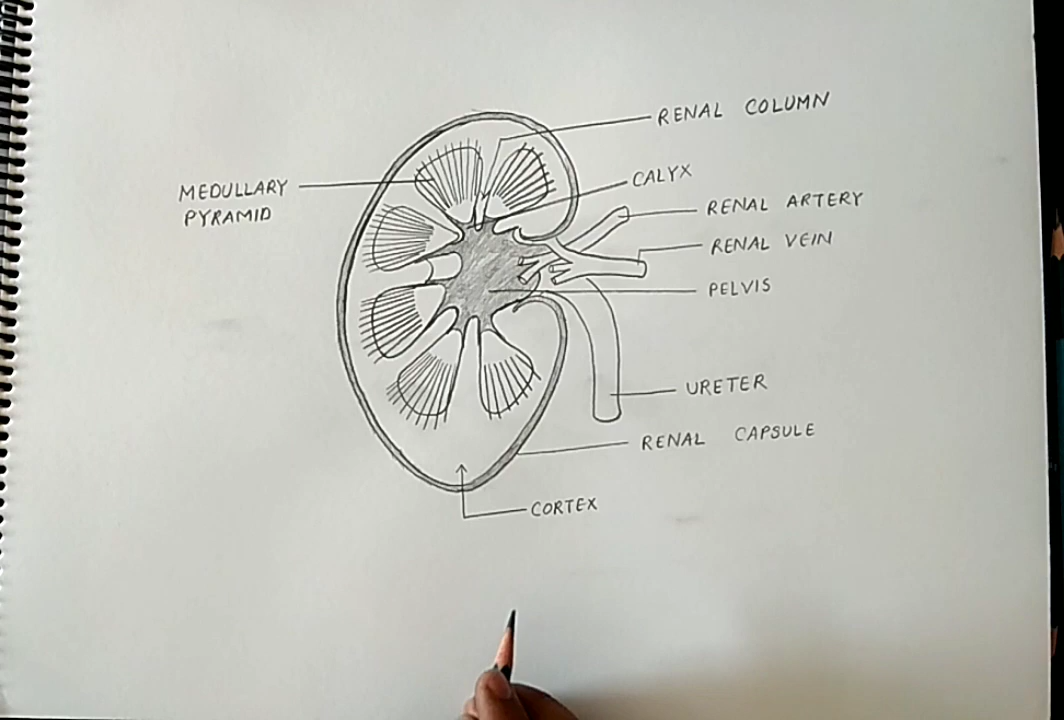 RENAL COLUMN
CALYX
MEDULLARY
PYRAMID
RENAL ARTERY
RENAL VEIN
PELVIS
URETER
RENAL CAPSULE
CORTEX